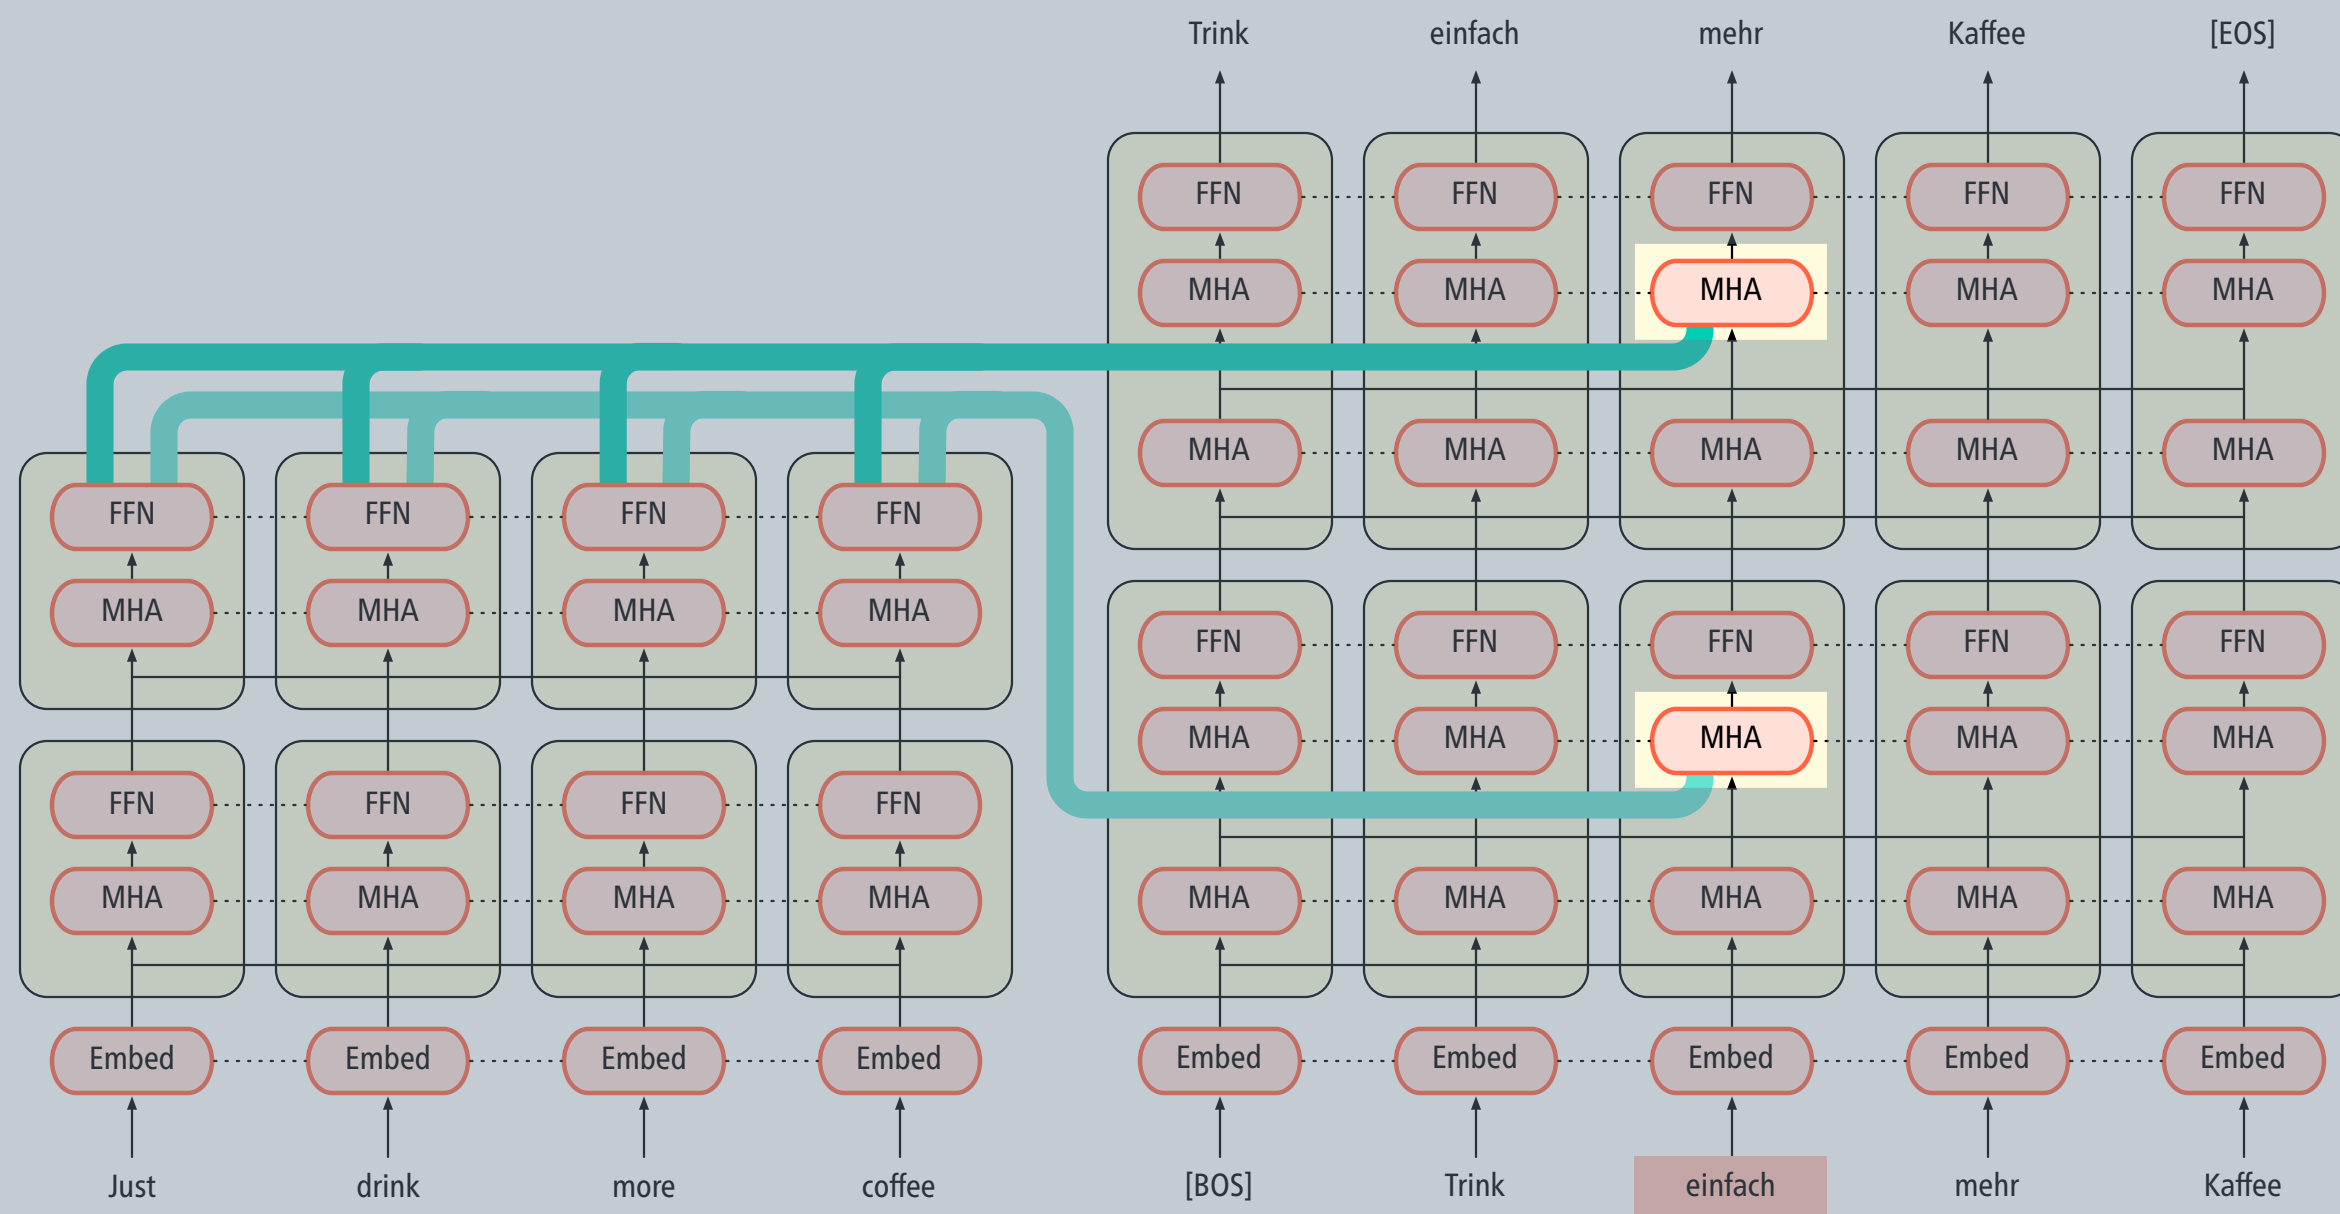 Trink einfach mehr Kaffee [EOS]
FFN FFN FFN FFN FFN
MHA MHA MHA MHA MHA
MHA MHA MHA MHA MHA
FFN FFN FFN FFN
MHA MHA MHA MHA
FFN FFN FFN FFN FFN
MHA MHA MHA MHA MHA
FFN FFN FFN FFN
MHA MHA MHA MHA MHA MHA MHA MHA MHA
Embed Embed Embed Embed Embed Embed Embed Embed Embed
Just drink more coffee [BOS] Trink einfach mehr Kaffee